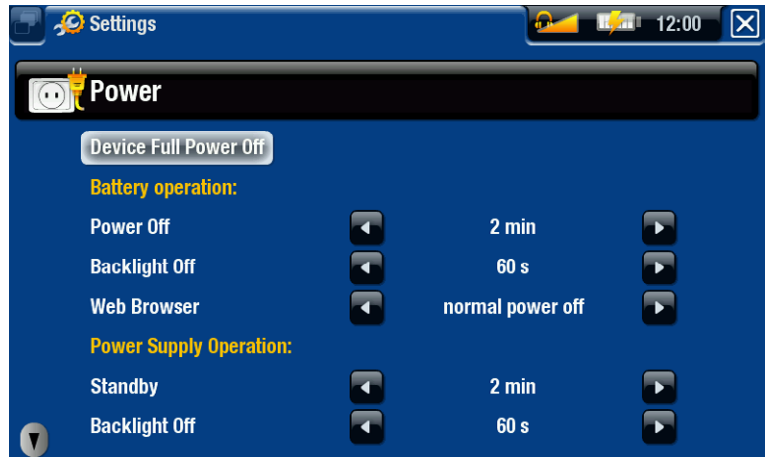 Settings
12:00
Power
Device Full Power Off
Battery operation:
Power Off 2 min
Backlight Off 60 s
Web Browser normal power off
Power Supply Operation:
Standby 2 min
Backlight Off 60 s